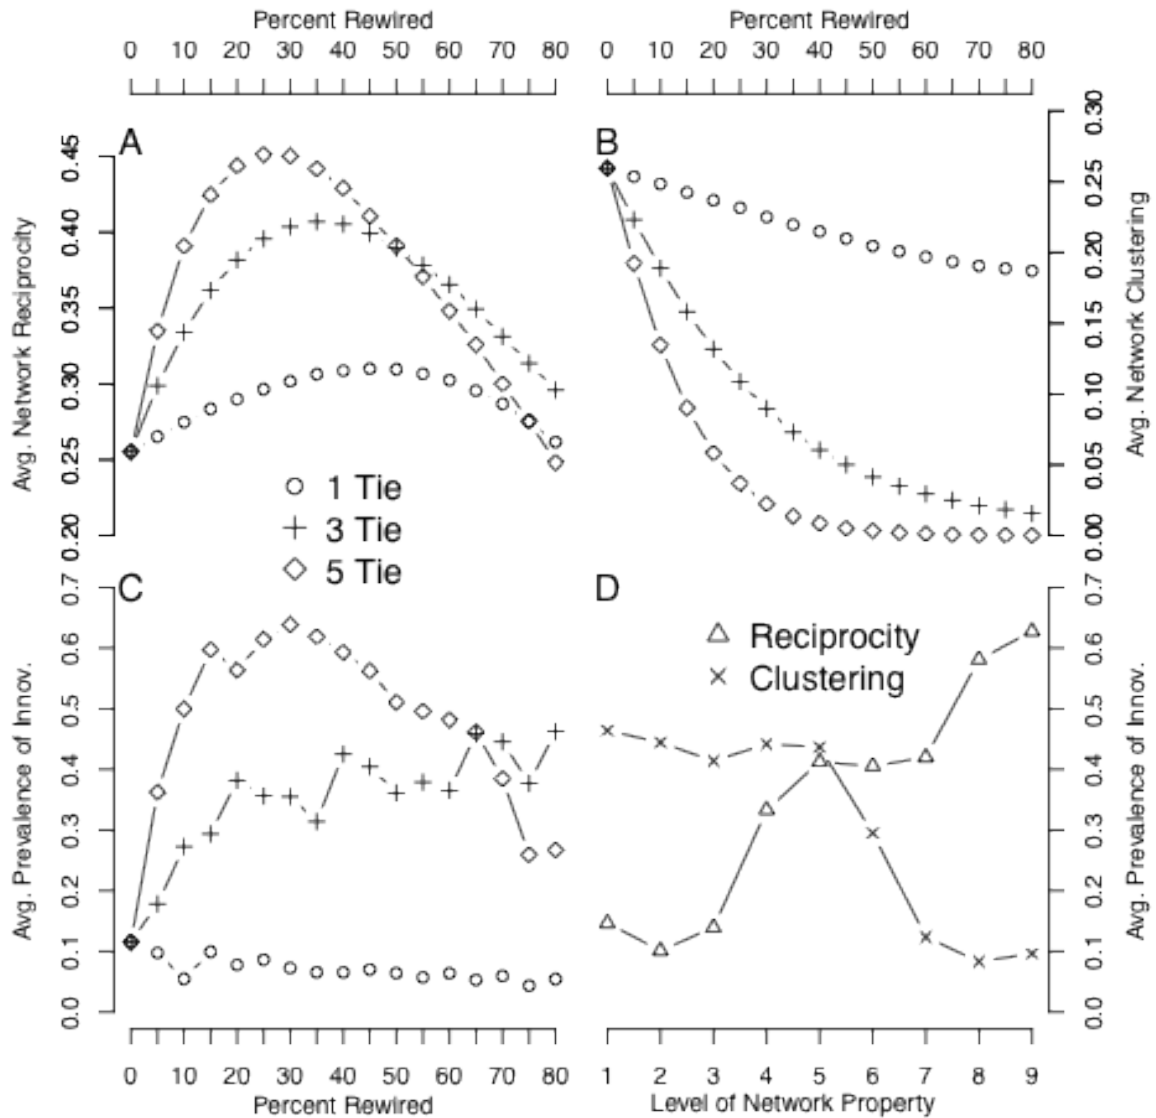 Percent Rewired
Percent Rewired
0 10 20 30 40 50 60 70 80
0 10 20 30 40 50 60 70 80
A
B
Avg. Network Reciprocity
0.45
0.40
0.35
0.30
0.25
0.20
0.30
0.25
0.20
0.15
0.10
0.05
0.00
Avg. Network Clustering
1 Tie
3 Tie
5 Tie
C
D
Avg. Prevalence of Innov.
0.7
0.6
0.5
0.4
0.3
0.2
0.1
0.0
Reciprocity
Clustering
0.7
0.6
0.5
0.4
0.3
0.2
0.1
0.0
Avg. Prevalence of Innov.
0 10 20 30 40 50 60 70 80
1 2 3 4 5 6 7 8 9
Percent Rewired
Level of Network Property